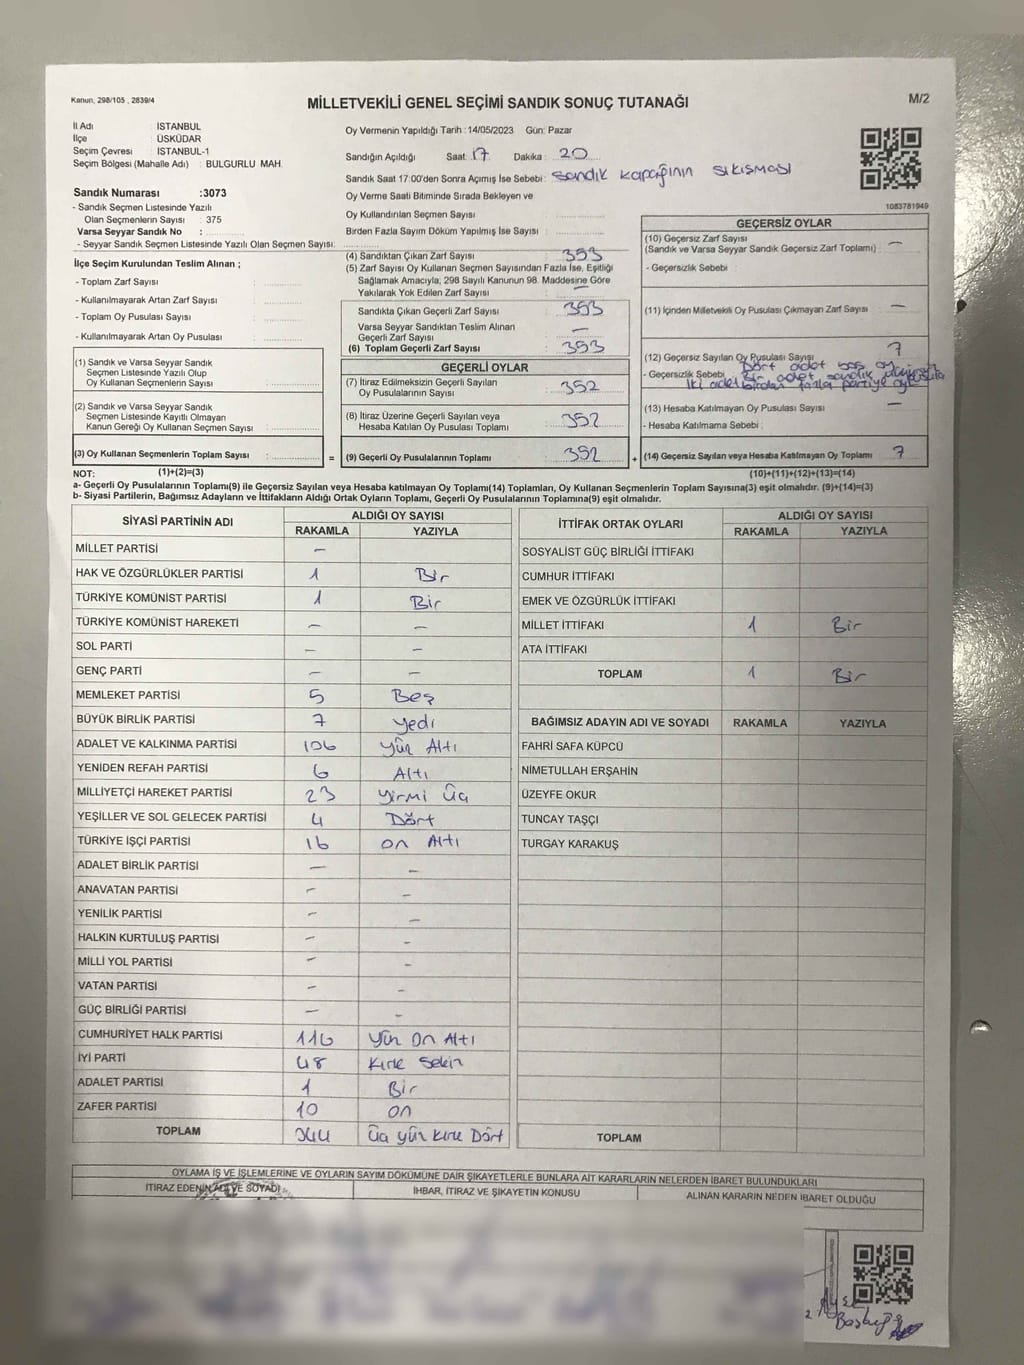 Kanun, 298/105 , 2839/4
MİLLETVEKİLİ GENEL SEÇİMİ SANDIK SONUÇ TUTANAĞI
M/2
İl Adı : İSTANBUL
İlçe : ÜSKÜDAR
Seçim Çevresi : İSTANBUL-1
Seçim Bölgesi (Mahalle Adı) : BULGURLU MAH.
Sandık Numarası :3073
- Sandık Seçmen Listesinde Yazılı
Olan Seçmenlerin Sayısı : 375
Varsa Seyyar Sandık No :
- Seyyar Sandık Seçmen Listesinde Yazılı Olan Seçmen Sayısı:
İlçe Seçim Kurulundan Teslim Alınan ;
- Toplam Zarf Sayısı :
- Kullanılmayarak Artan Zarf Sayısı :
- Toplam Oy Pusulası Sayısı :
- Kullanılmayarak Artan Oy Pusulası :
(1) Sandık ve Varsa Seyyar Sandık
Seçmen Listesinde Yazılı Olup
Oy Kullanan Seçmenlerin Sayısı :
(2) Sandık ve Varsa Seyyar Sandık
Seçmen Listesinde Kayıtlı Olmayan
Kanun Gereği Oy Kullanan Seçmen Sayısı :
(3) Oy Kullanan Seçmenlerin Toplam Sayısı :
Oy Vermenin Yapıldığı Tarih : 14/05/2023 Gün: Pazar
Sandığın Açıldığı Saat: 17 Dakika : 20
Sandık Saat 17:00'den Sonra Açımış İse Sebebi : Sandık kapağının sıkışması
Oy Verme Saati Bitiminde Sırada Bekleyen ve
Oy Kullandırılan Seçmen Sayısı :
Birden Fazla Sayım Döküm Yapılmış İse Sayısı :
(4) Sandıktan Çıkan Zarf Sayısı : 353
(5) Zarf Sayısı Oy Kullanan Seçmen Sayısından Fazla İse, Eşitliği
Sağlamak Amacıyla, 298 Sayılı Kanunun 98. Maddesine Göre
Yakılarak Yok Edilen Zarf Sayısı : —
Sandıkta Çıkan Geçerli Zarf Sayısı : 353
Varsa Seyyar Sandıktan Teslim Alınan
Geçerli Zarf Sayısı : —
(6) Toplam Geçerli Zarf Sayısı : 353
GEÇERLİ OYLAR
(7) İtiraz Edilmeksizin Geçerli Sayılan
Oy Pusulalarının Sayısı : 352
(8) İtiraz Üzerine Geçerli Sayılan veya
Hesaba Katılan Oy Pusulası Toplamı : 352
= (9) Geçerli Oy Pusulalarının Toplamı : 352
1083781949
GEÇERSİZ OYLAR
(10) Geçersiz Zarf Sayısı
(Sandık ve Varsa Seyyar Sandık Geçersiz Zarf Toplamı) : —
- Geçersizlik Sebebi :
(11) İçinden Milletvekili Oy Pusulası Çıkmayan Zarf Sayısı : —
(12) Geçersiz Sayılan Oy Pusulası Sayısı : 7
- Geçersizlik Sebebi : Dört adet boş oy
Bir adet sandık
İki adet birden fazla partiye oy
(13) Hesaba Katılmayan Oy Pusulası Sayısı : —
- Hesaba Katılmama Sebebi :
+ (14) Geçersiz Sayılan veya Hesaba Katılmayan Oy Toplamı : 7
NOT: (1)+(2)=(3) (10)+(11)+(12)+(13)=(14)
a- Geçerli Oy Pusulalarının Toplamı(9) ile Geçersiz Sayılan veya Hesaba Katılmayan Oy Toplamı(14) Toplamları, Oy Kullanan Seçmenlerin Toplam Sayısına(3) eşit olmalıdır. (9)+(14)=(3)
b- Siyasi Partilerin, Bağımsız Adayların ve İttifakların Aldığı Ortak Oyların Toplamı, Geçerli Oy Pusulalarının Toplamına(9) eşit olmalıdır.
SİYASİ PARTİNİN ADI ALDIĞI OY SAYISI
RAKAMLA YAZIYLA
MİLLET PARTİSİ —
HAK VE ÖZGÜRLÜKLER PARTİSİ 1 Bir
TÜRKİYE KOMÜNİST PARTİSİ 1 Bir
TÜRKİYE KOMÜNİST HAREKETİ — —
SOL PARTİ — —
GENÇ PARTİ — —
MEMLEKET PARTİSİ 5 Beş
BÜYÜK BİRLİK PARTİSİ 7 Yedi
ADALET VE KALKINMA PARTİSİ 106 Yüz Altı
YENİDEN REFAH PARTİSİ 6 Altı
MİLLİYETÇİ HAREKET PARTİSİ 23 Yirmi Üç
YEŞİLLER VE SOL GELECEK PARTİSİ 4 Dört
TÜRKİYE İŞÇİ PARTİSİ 16 On Altı
ADALET BİRLİK PARTİSİ — —
ANAVATAN PARTİSİ — —
YENİLİK PARTİSİ — —
HALKIN KURTULUŞ PARTİSİ — —
MİLLİ YOL PARTİSİ — —
VATAN PARTİSİ — —
GÜÇ BİRLİĞİ PARTİSİ — —
CUMHURİYET HALK PARTİSİ 116 Yüz On Altı
İYİ PARTİ 48 Kırk Sekiz
ADALET PARTİSİ 1 Bir
ZAFER PARTİSİ 10 On
TOPLAM 344 Üç Yüz Kırk Dört
İTTİFAK ORTAK OYLARI ALDIĞI OY SAYISI
RAKAMLA YAZIYLA
SOSYALİST GÜÇ BİRLİĞİ İTTİFAKI
CUMHUR İTTİFAKI
EMEK VE ÖZGÜRLÜK İTTİFAKI
MİLLET İTTİFAKI 1 Bir
ATA İTTİFAKI
TOPLAM 1 Bir
BAĞIMSIZ ADAYIN ADI VE SOYADI RAKAMLA YAZIYLA
FAHRİ SAFA KÜPCÜ
NİMETULLAH ERŞAHİN
ÜZEYFE OKUR
TUNCAY TAŞÇI
TURGAY KARAKUŞ
TOPLAM
OYLAMA İŞ VE İŞLEMLERİNE VE OYLARIN SAYIM DÖKÜMÜNE DAİR ŞİKAYETLERLE BUNLARA AİT KARARLARIN NELERDEN İBARET BULUNDUKLARI
İTİRAZ EDENİN ADI VE SOYADI İHBAR, İTİRAZ VE ŞİKAYETİN KONUSU ALINAN KARARIN NEDEN İBARET OLDUĞU